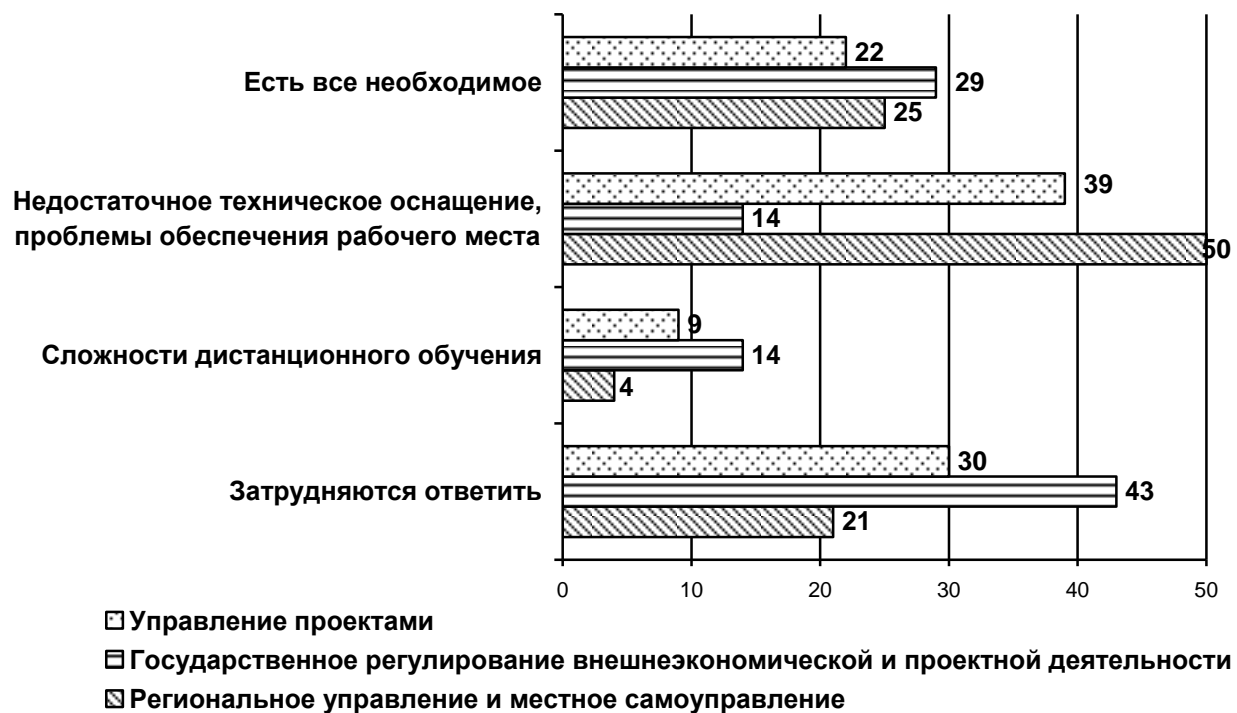 Есть все необходимое
22
29
25
Недостаточное техническое оснащение,
проблемы обеспечения рабочего места
39
14
50
Сложности дистанционного обучения
9
14
4
Затрудняются ответить
30
43
21
0 10 20 30 40 50
Управление проектами
Государственное регулирование внешнеэкономической и проектной деятельности
Региональное управление и местное самоуправление